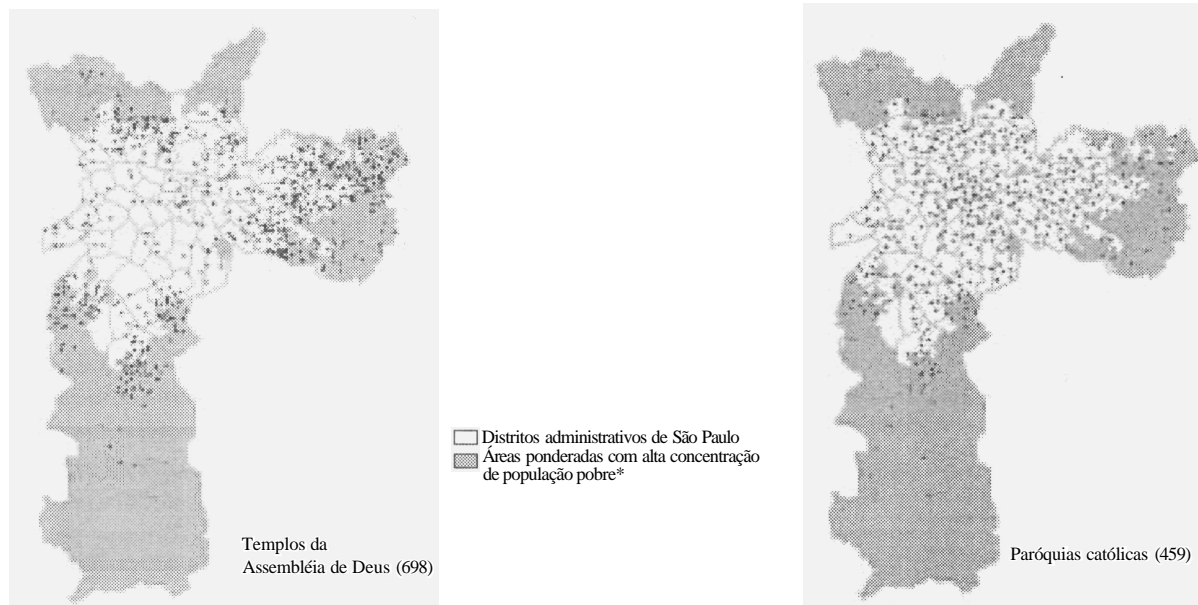 Distritos administrativos de São Paulo
Áreas ponderadas com alta concentração
de população pobre*
Templos da
Assembléia de Deus (698)
Paróquias católicas (459)